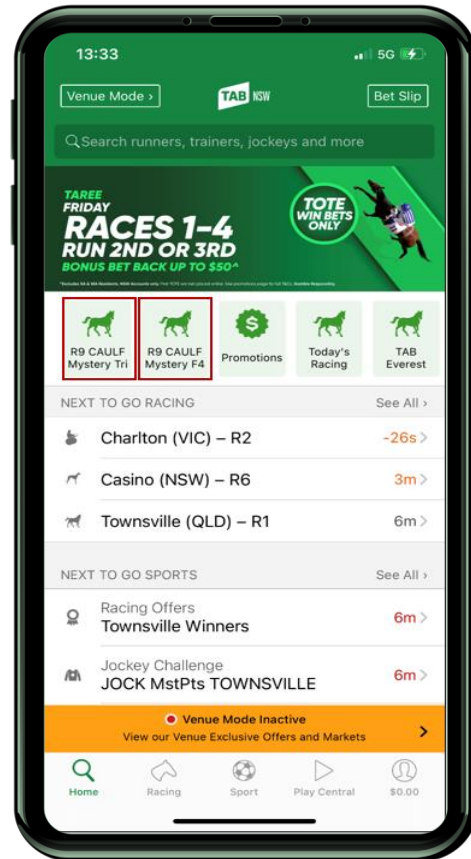 13:33
5G
Venue Mode ›
TAB NSW
Bet Slip
Search runners, trainers, jockeys and more
TAREE
FRIDAY
RACES 1–4
RUN 2ND OR 3RD
BONUS BET BACK UP TO $50^
TOTE
WIN BETS
ONLY
R9 CAULF
Mystery Tri
R9 CAULF
Mystery F4
Promotions
Today's
Racing
TAB
Everest
NEXT TO GO RACING
See All ›
Charlton (VIC) – R2
-26s
Casino (NSW) – R6
3m
Townsville (QLD) – R1
6m
NEXT TO GO SPORTS
See All ›
Racing Offers
Townsville Winners
6m
Jockey Challenge
JOCK MstPts TOWNSVILLE
6m
Venue Mode Inactive
View our Venue Exclusive Offers and Markets
Home
Racing
Sport
Play Central
$0.00